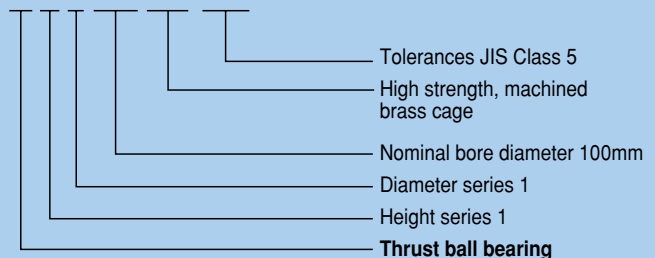 Tolerances JIS Class 5
High strength, machined
brass cage
Nominal bore diameter 100mm
Diameter series 1
Height series 1
Thrust ball bearing